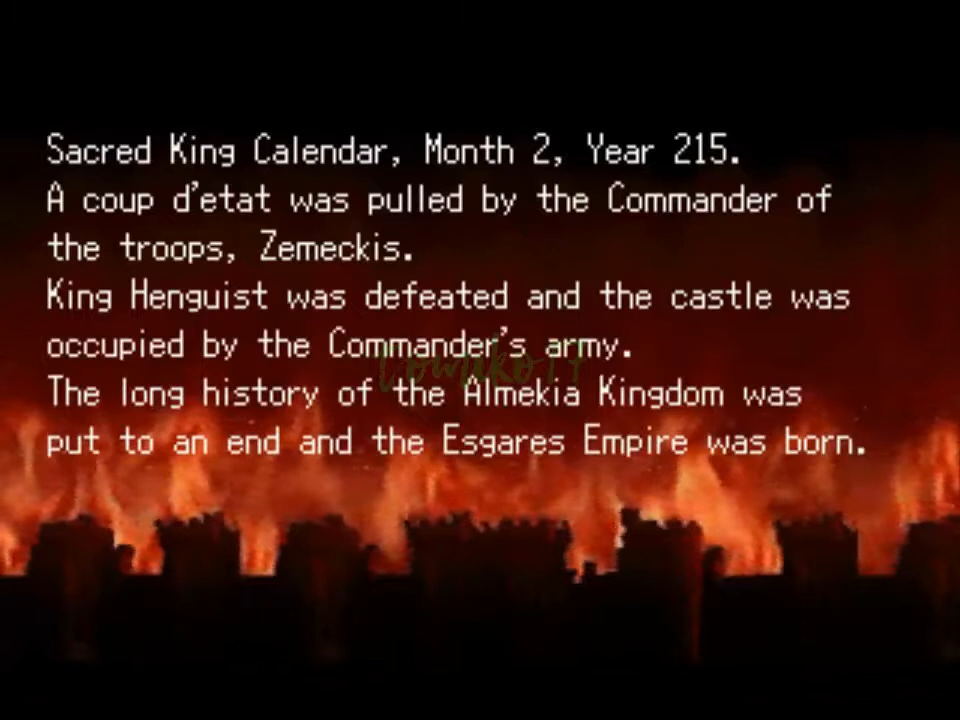 Sacred King Calendar, Month 2, Year 215.
A coup d'etat was pulled by the Commander of
the troops, Zemeckis.
King Henguist was defeated and the castle was
occupied by the Commander's army.
The long history of the Almekia Kingdom was
put to an end and the Esgares Empire was born.